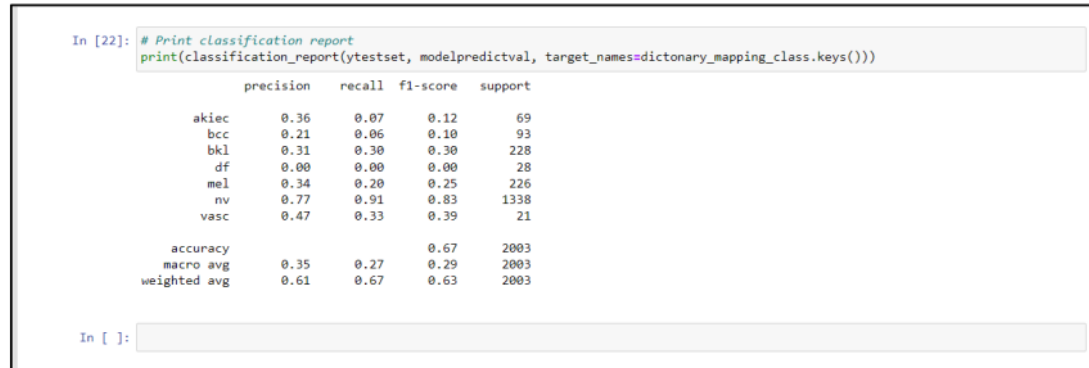 In [22]: # Print classification report
print(classification_report(ytestset, modelpredictval, target_names=dictonary_mapping_class.keys()))
precision recall f1-score support
akiec 0.36 0.07 0.12 69
bcc 0.21 0.06 0.10 93
bkl 0.31 0.30 0.30 228
df 0.00 0.00 0.00 28
mel 0.34 0.20 0.25 226
nv 0.77 0.91 0.83 1338
vasc 0.47 0.33 0.39 21
accuracy 0.67 2003
macro avg 0.35 0.27 0.29 2003
weighted avg 0.61 0.67 0.63 2003
In [ ]: